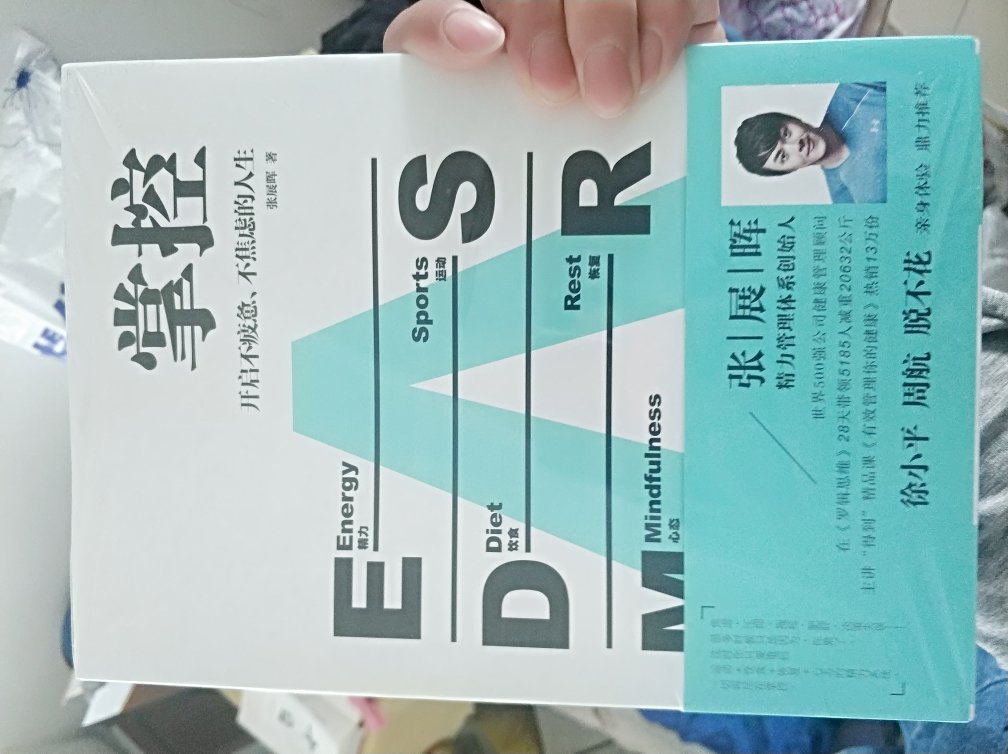 掌控
开启不疲惫、不焦虑的人生
张展晖 著
E
Energy
精力
Sports
运动
S
D
Diet
饮食
Rest
恢复
R
M
Mindfulness
心态
张|展|晖
精力管理体系创始人
世界500强公司健康管理顾问
在《罗辑思维》28天带领5185人减重20632公斤
主讲“得到”精品课《有效管理你的健康》热销13万份
徐小平 周航 脱不花 亲身体验 鼎力推荐